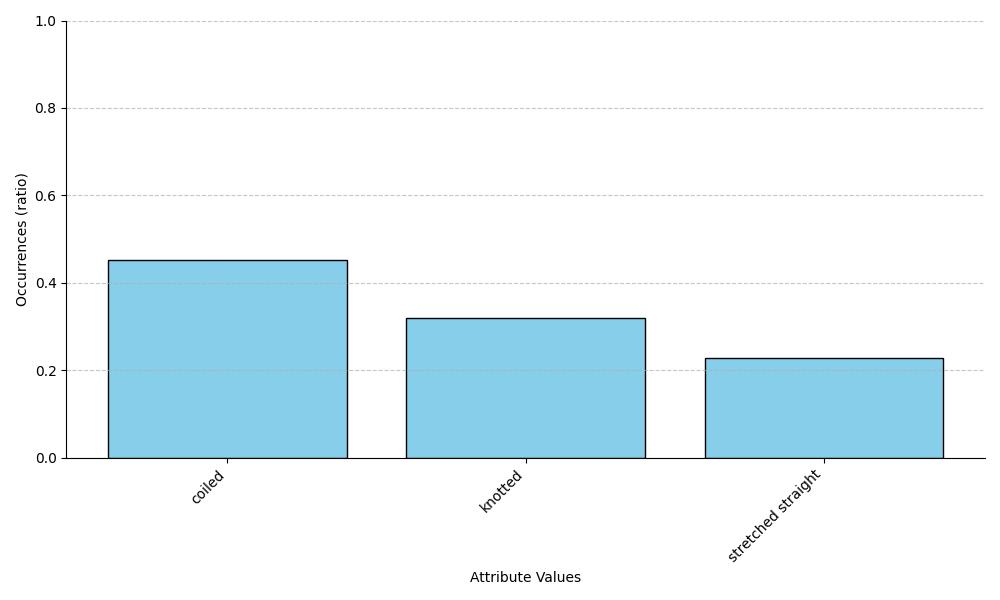 1.0
0.8
0.6
0.4
0.2
0.0
Occurrences (ratio)
coiled
knotted
stretched straight
Attribute Values